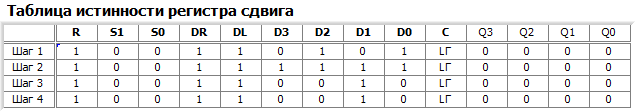 Таблица истинности регистра сдвига
R S1 S0 DR DL D3 D2 D1 D0 C Q3 Q2 Q1 Q0
Шаг 1 1 0 0 1 1 0 1 0 1 LГ 0 0 0 0
Шаг 2 1 0 0 1 1 1 1 1 1 LГ 0 0 0 0
Шаг 3 1 0 0 1 1 0 0 1 0 LГ 0 0 0 0
Шаг 4 1 0 0 1 1 0 0 1 0 LГ 0 0 0 0